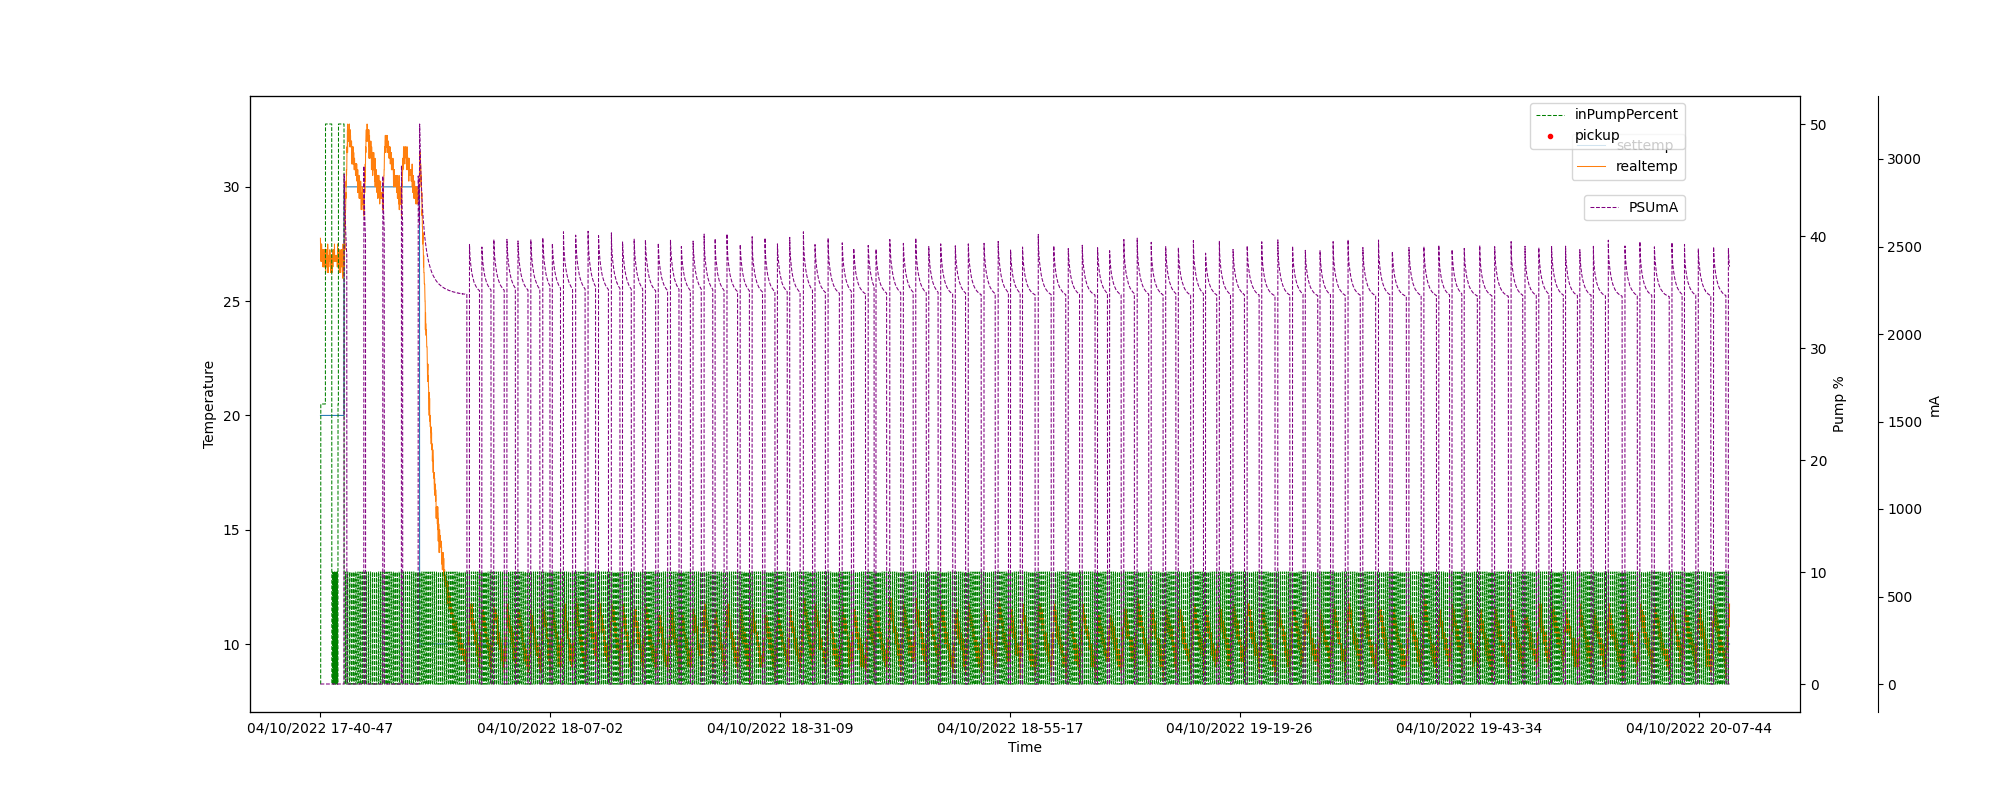 inPumpPercent
pickup
settemp
realtemp
PSUmA
30
25
20
15
10
Temperature
50
40
30
20
10
0
Pump %
3000
2500
2000
1500
1000
500
0
mA
04/10/2022 17-40-47
04/10/2022 18-07-02
04/10/2022 18-31-09
04/10/2022 18-55-17
04/10/2022 19-19-26
04/10/2022 19-43-34
04/10/2022 20-07-44
Time